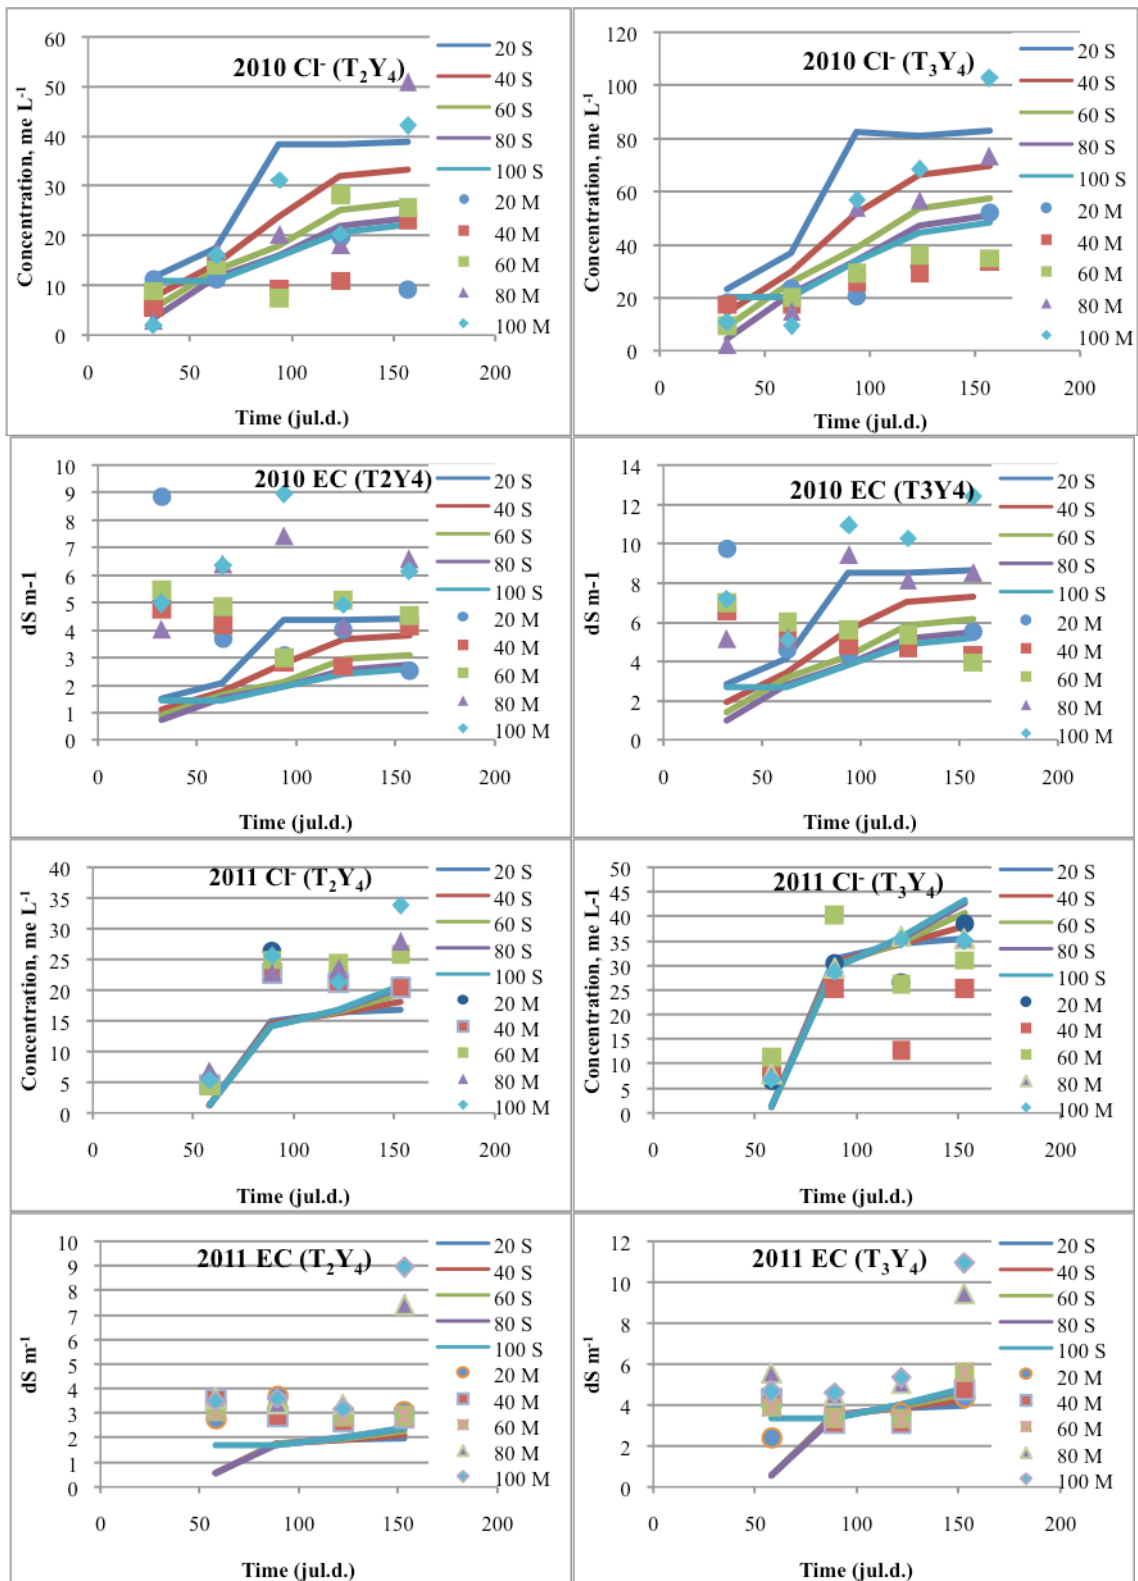 2010 Cl- (T2Y4)
Concentration, me L-1
60
50
40
30
20
10
0
0 50 100 150 200
Time (jul.d.)
20 S
40 S
60 S
80 S
100 S
20 M
40 M
60 M
80 M
100 M
2010 Cl- (T3Y4)
Concentration, me L-1
120
100
80
60
40
20
0
0 50 100 150 200
Time (jul.d.)
20 S
40 S
60 S
80 S
100 S
20 M
40 M
60 M
80 M
100 M
2010 EC (T2Y4)
dS m-1
10
9
8
7
6
5
4
3
2
1
0
0 50 100 150 200
Time (jul.d.)
20 S
40 S
60 S
80 S
100 S
20 M
40 M
60 M
80 M
100 M
2010 EC (T3Y4)
dS m-1
14
12
10
8
6
4
2
0
0 50 100 150 200
Time (jul.d.)
20 S
40 S
60 S
80 S
100 S
20 M
40 M
60 M
80 M
100 M
2011 Cl- (T2Y4)
Concentration, me L-1
40
35
30
25
20
15
10
5
0
0 50 100 150 200
Time (jul.d.)
20 S
40 S
60 S
80 S
100 S
20 M
40 M
60 M
80 M
100 M
2011 Cl- (T3Y4)
Concentration, me L-1
50
45
40
35
30
25
20
15
10
5
0
0 50 100 150 200
Time (jul.d.)
20 S
40 S
60 S
80 S
100 S
20 M
40 M
60 M
80 M
100 M
2011 EC (T2Y4)
dS m-1
10
9
8
7
6
5
4
3
2
1
0
0 50 100 150 200
Time (jul.d.)
20 S
40 S
60 S
80 S
100 S
20 M
40 M
60 M
80 M
100 M
2011 EC (T3Y4)
dS m-1
12
10
8
6
4
2
0
0 50 100 150 200
Time (jul.d.)
20 S
40 S
60 S
80 S
100 S
20 M
40 M
60 M
80 M
100 M